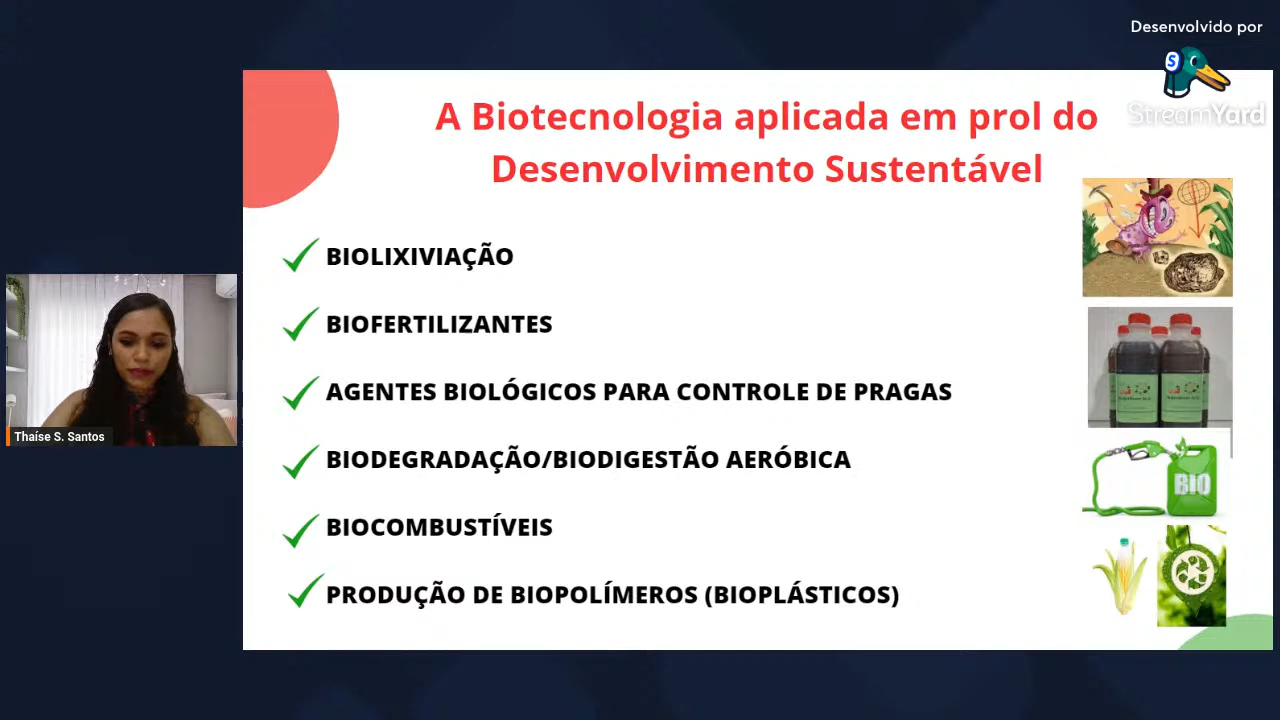 Desenvolvido por
S
StreamYard
A Biotecnologia aplicada em prol do
Desenvolvimento Sustentável
BIOLIXIVIAÇÃO
BIOFERTILIZANTES
AGENTES BIOLÓGICOS PARA CONTROLE DE PRAGAS
BIODEGRADAÇÃO/BIODIGESTÃO AERÓBICA
BIOCOMBUSTÍVEIS
PRODUÇÃO DE BIOPOLÍMEROS (BIOPLÁSTICOS)
BIO
Thaíse S. Santos